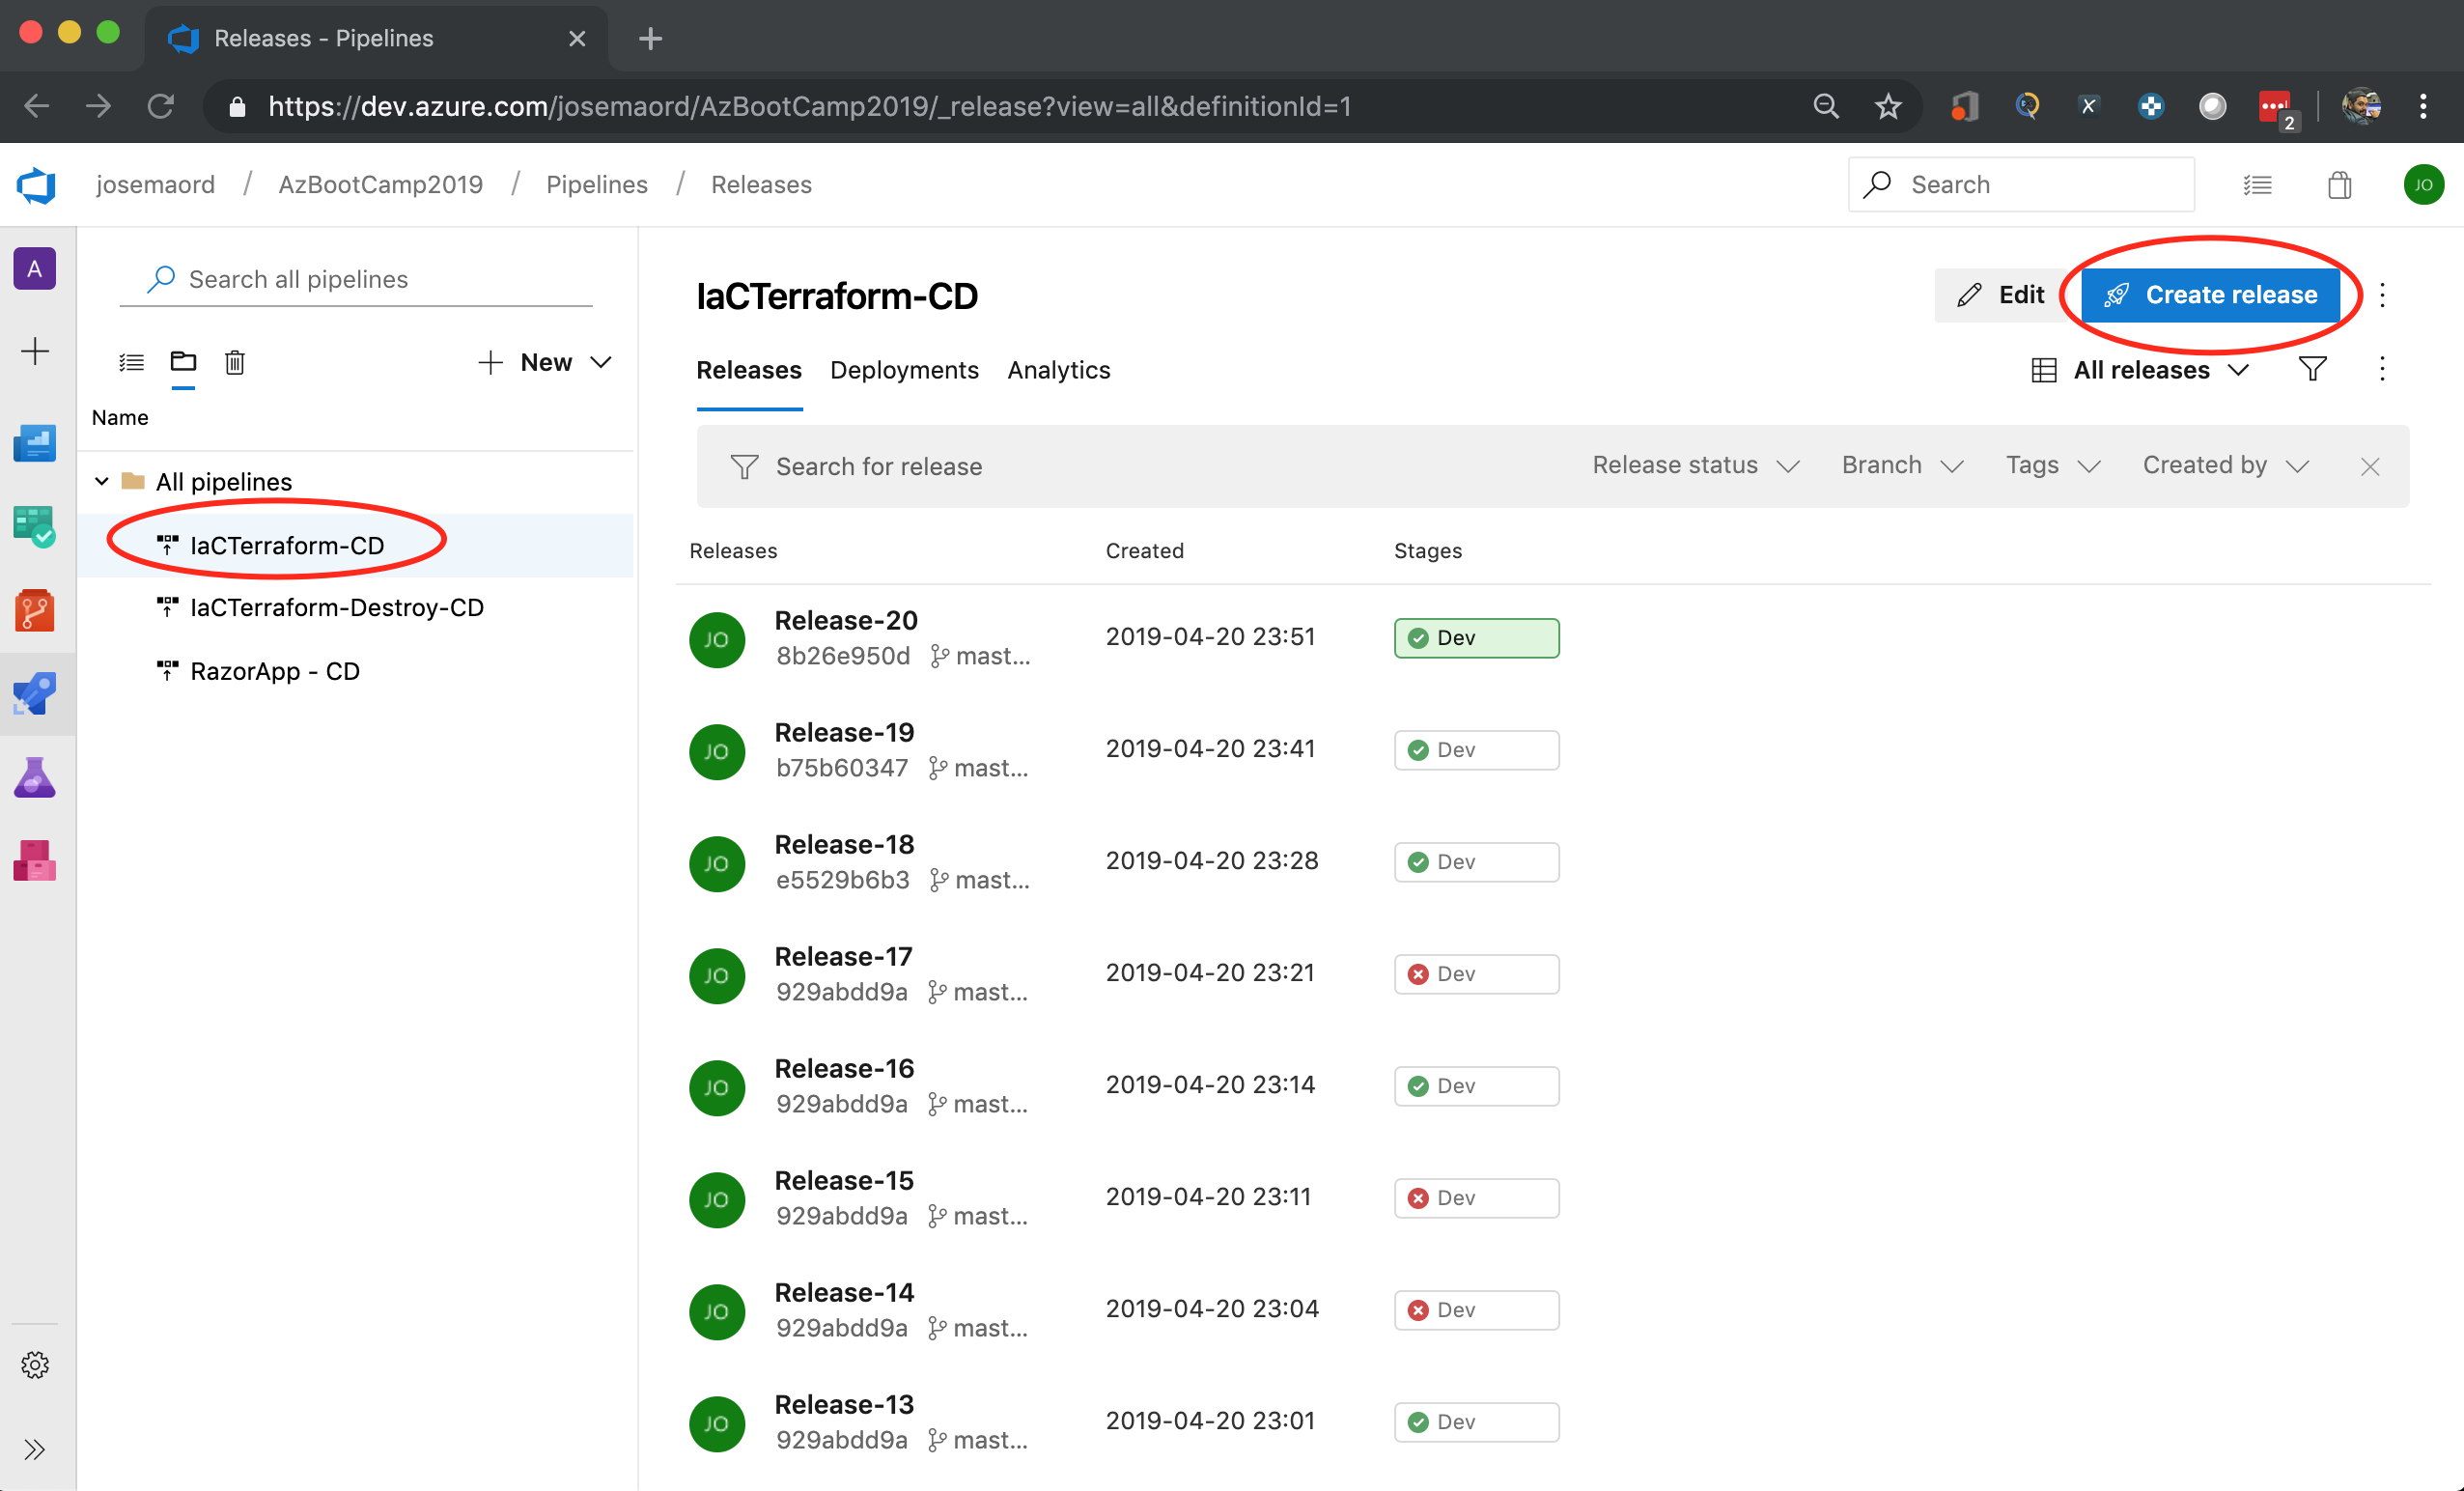 Releases - Pipelines
https://dev.azure.com/josemaord/AzBootCamp2019/_release?view=all&definitionId=1
2
josemaord / AzBootCamp2019 / Pipelines / Releases
Search
JO
A
Search all pipelines
New
Name
All pipelines
IaCTerraform-CD
IaCTerraform-Destroy-CD
RazorApp - CD
IaCTerraform-CD
Edit
Create release
Releases Deployments Analytics
All releases
Search for release
Release status Branch Tags Created by
Releases Created Stages
JO Release-20 2019-04-20 23:51 Dev
8b26e950d mast...
JO Release-19 2019-04-20 23:41 Dev
b75b60347 mast...
JO Release-18 2019-04-20 23:28 Dev
e5529b6b3 mast...
JO Release-17 2019-04-20 23:21 Dev
929abdd9a mast...
JO Release-16 2019-04-20 23:14 Dev
929abdd9a mast...
JO Release-15 2019-04-20 23:11 Dev
929abdd9a mast...
JO Release-14 2019-04-20 23:04 Dev
929abdd9a mast...
JO Release-13 2019-04-20 23:01 Dev
929abdd9a mast...